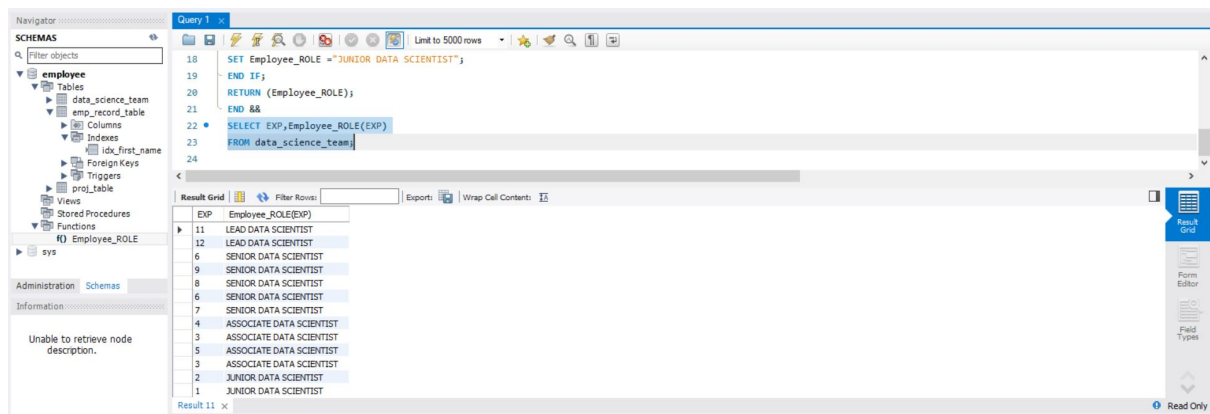 Navigator
SCHEMAS
Filter objects
employee
Tables
data_science_team
emp_record_table
Columns
Indexes
idx_first_name
Foreign Keys
Triggers
proj_table
Views
Stored Procedures
Functions
f() Employee_ROLE
sys
Administration Schemas
Information
Unable to retrieve node
description.
Query 1
Limit to 5000 rows
18 SET Employee_ROLE ="JUNIOR DATA SCIENTIST";
19 END IF;
20 RETURN (Employee_ROLE);
21 END &&
22 SELECT EXP,Employee_ROLE(EXP)
23 FROM data_science_team;
24
Result Grid Filter Rows: Export: Wrap Cell Content:
EXP Employee_ROLE(EXP)
11 LEAD DATA SCIENTIST
12 LEAD DATA SCIENTIST
6 SENIOR DATA SCIENTIST
9 SENIOR DATA SCIENTIST
8 SENIOR DATA SCIENTIST
6 SENIOR DATA SCIENTIST
7 SENIOR DATA SCIENTIST
4 ASSOCIATE DATA SCIENTIST
3 ASSOCIATE DATA SCIENTIST
5 ASSOCIATE DATA SCIENTIST
3 ASSOCIATE DATA SCIENTIST
2 JUNIOR DATA SCIENTIST
1 JUNIOR DATA SCIENTIST
Result 11
Result
Grid
Form
Editor
Field
Types
Read Only